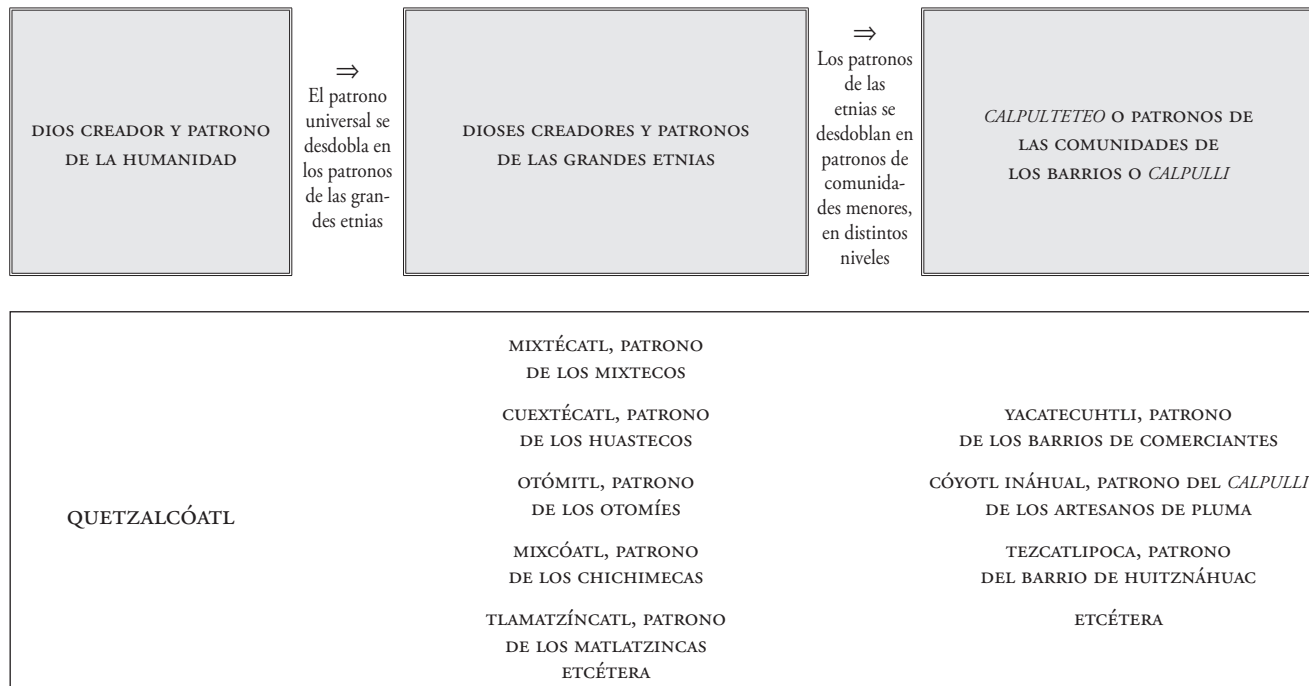 DIOS CREADOR Y PATRONO
DE LA HUMANIDAD
⇒
El patrono
universal se
desdobla en
los patronos
de las gran-
des etnias
DIOSES CREADORES Y PATRONOS
DE LAS GRANDES ETNIAS
⇒
Los patronos
de las
etnias se
desdoblan en
patronos de
comunida-
des menores,
en distintos
niveles
CALPULTETEO O PATRONOS DE
LAS COMUNIDADES DE
LOS BARRIOS O CALPULLI
QUETZALCÓATL
MIXTÉCATL, PATRONO
DE LOS MIXTECOS
CUEXTÉCATL, PATRONO
DE LOS HUASTECOS
OTÓMITL, PATRONO
DE LOS OTOMÍES
MIXCÓATL, PATRONO
DE LOS CHICHIMECAS
TLAMATZÍNCATL, PATRONO
DE LOS MATLATZINCAS
ETCÉTERA
YACATECUHTLI, PATRONO
DE LOS BARRIOS DE COMERCIANTES
CÓYOTL INÁHUAL, PATRONO DEL CALPULLI
DE LOS ARTESANOS DE PLUMA
TEZCATLIPOCA, PATRONO
DEL BARRIO DE HUITZNÁHUAC
ETCÉTERA